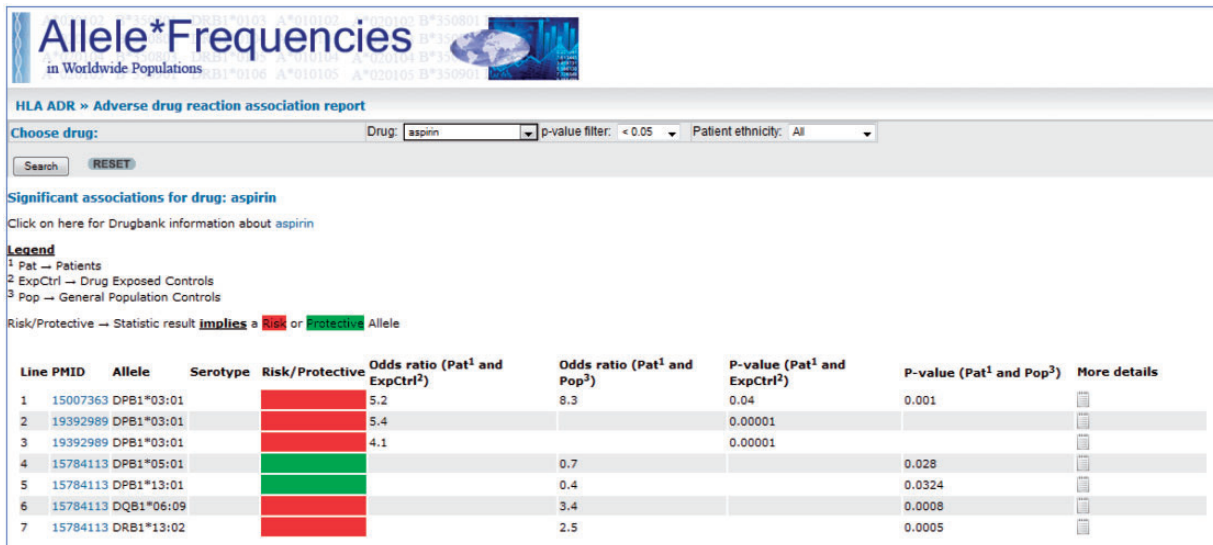 Allele*Frequencies
in Worldwide Populations
HLA ADR » Adverse drug reaction association report
Choose drug: Drug: aspirin p-value filter: < 0.05 Patient ethnicity: All
Search RESET
Significant associations for drug: aspirin
Click on here for Drugbank information about aspirin
Legend
1 Pat → Patients
2 ExpCtrl → Drug Exposed Controls
3 Pop → General Population Controls
Risk/Protective → Statistic result implies a Risk or Protective Allele
Line PMID Allele Serotype Risk/Protective Odds ratio (Pat1 and ExpCtrl2) Odds ratio (Pat1 and Pop3) P-value (Pat1 and ExpCtrl2) P-value (Pat1 and Pop3) More details
1 15007363 DPB1*03:01 5.2 8.3 0.04 0.001
2 19392989 DPB1*03:01 5.4 0.00001
3 19392989 DPB1*03:01 4.1 0.00001
4 15784113 DPB1*05:01 0.7 0.028
5 15784113 DPB1*13:01 0.4 0.0324
6 15784113 DQB1*06:09 3.4 0.0008
7 15784113 DRB1*13:02 2.5 0.0005